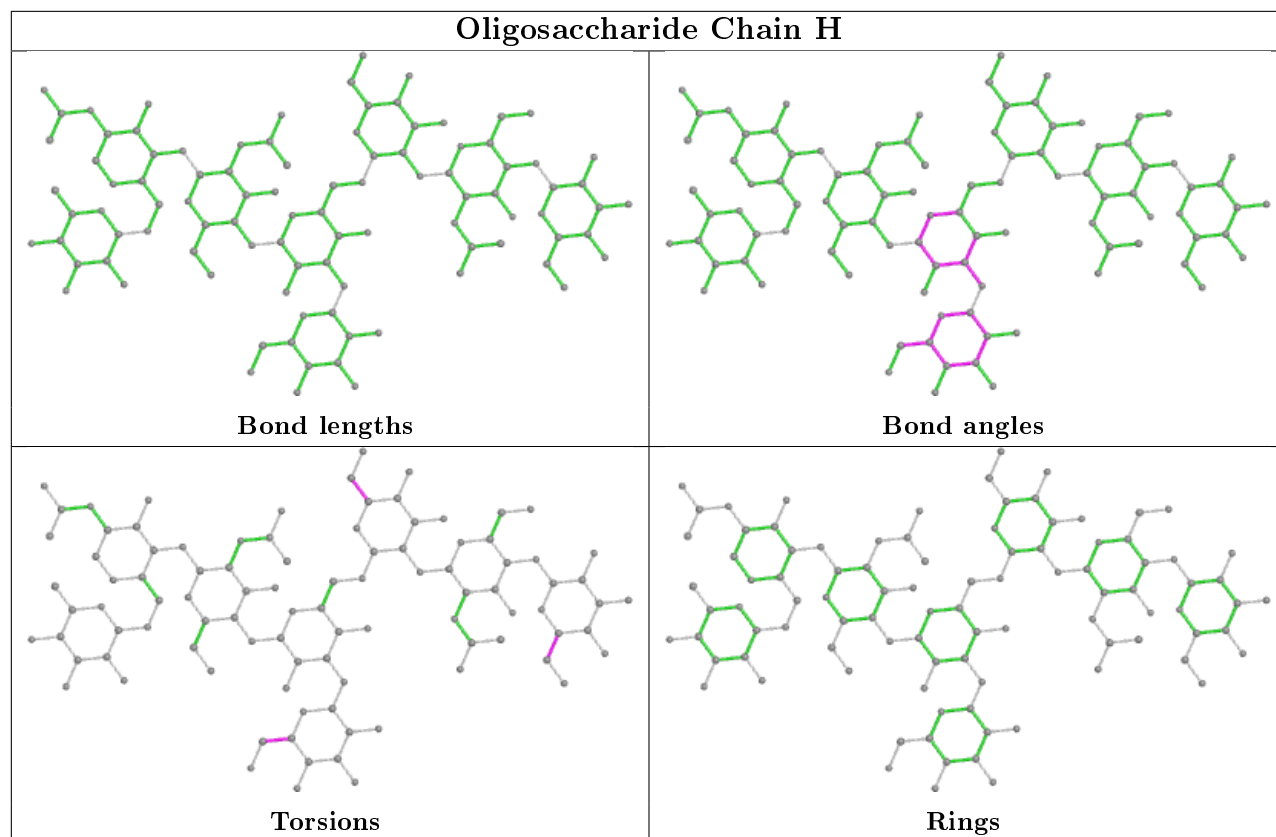 Oligosaccharide Chain H
Bond lengths
Bond angles
Torsions
Rings